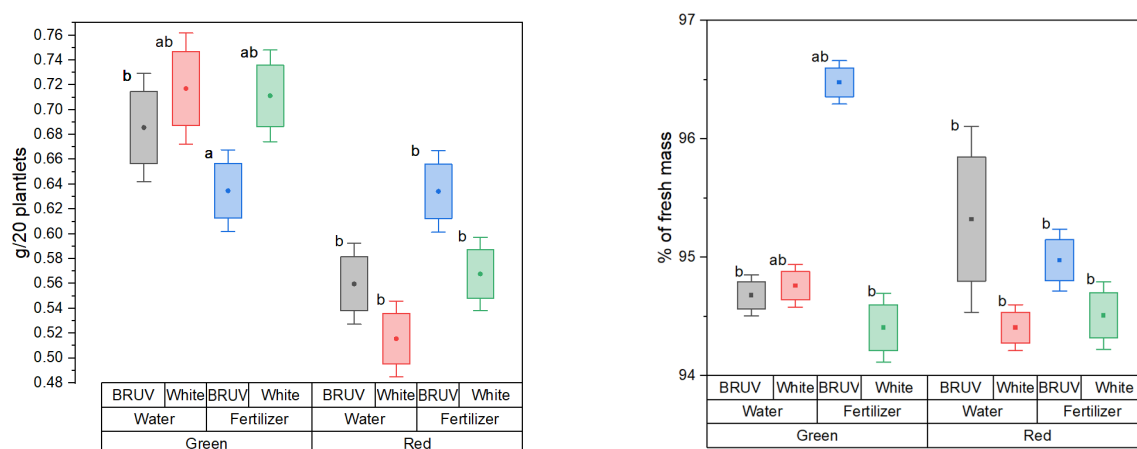 g/20 plantlets
0.76
0.74
0.72
0.70
0.68
0.66
0.64
0.62
0.60
0.58
0.56
0.54
0.52
0.50
0.48
b
ab
a
ab
b
b
b
b
BRUV White BRUV White BRUV White BRUV White
Water Fertilizer Water Fertilizer
Green Red
% of fresh mass
97
96
95
94
b
ab
ab
b
b
b
b
b
BRUV White BRUV White BRUV White BRUV White
Water Fertilizer Water Fertilizer
Green Red